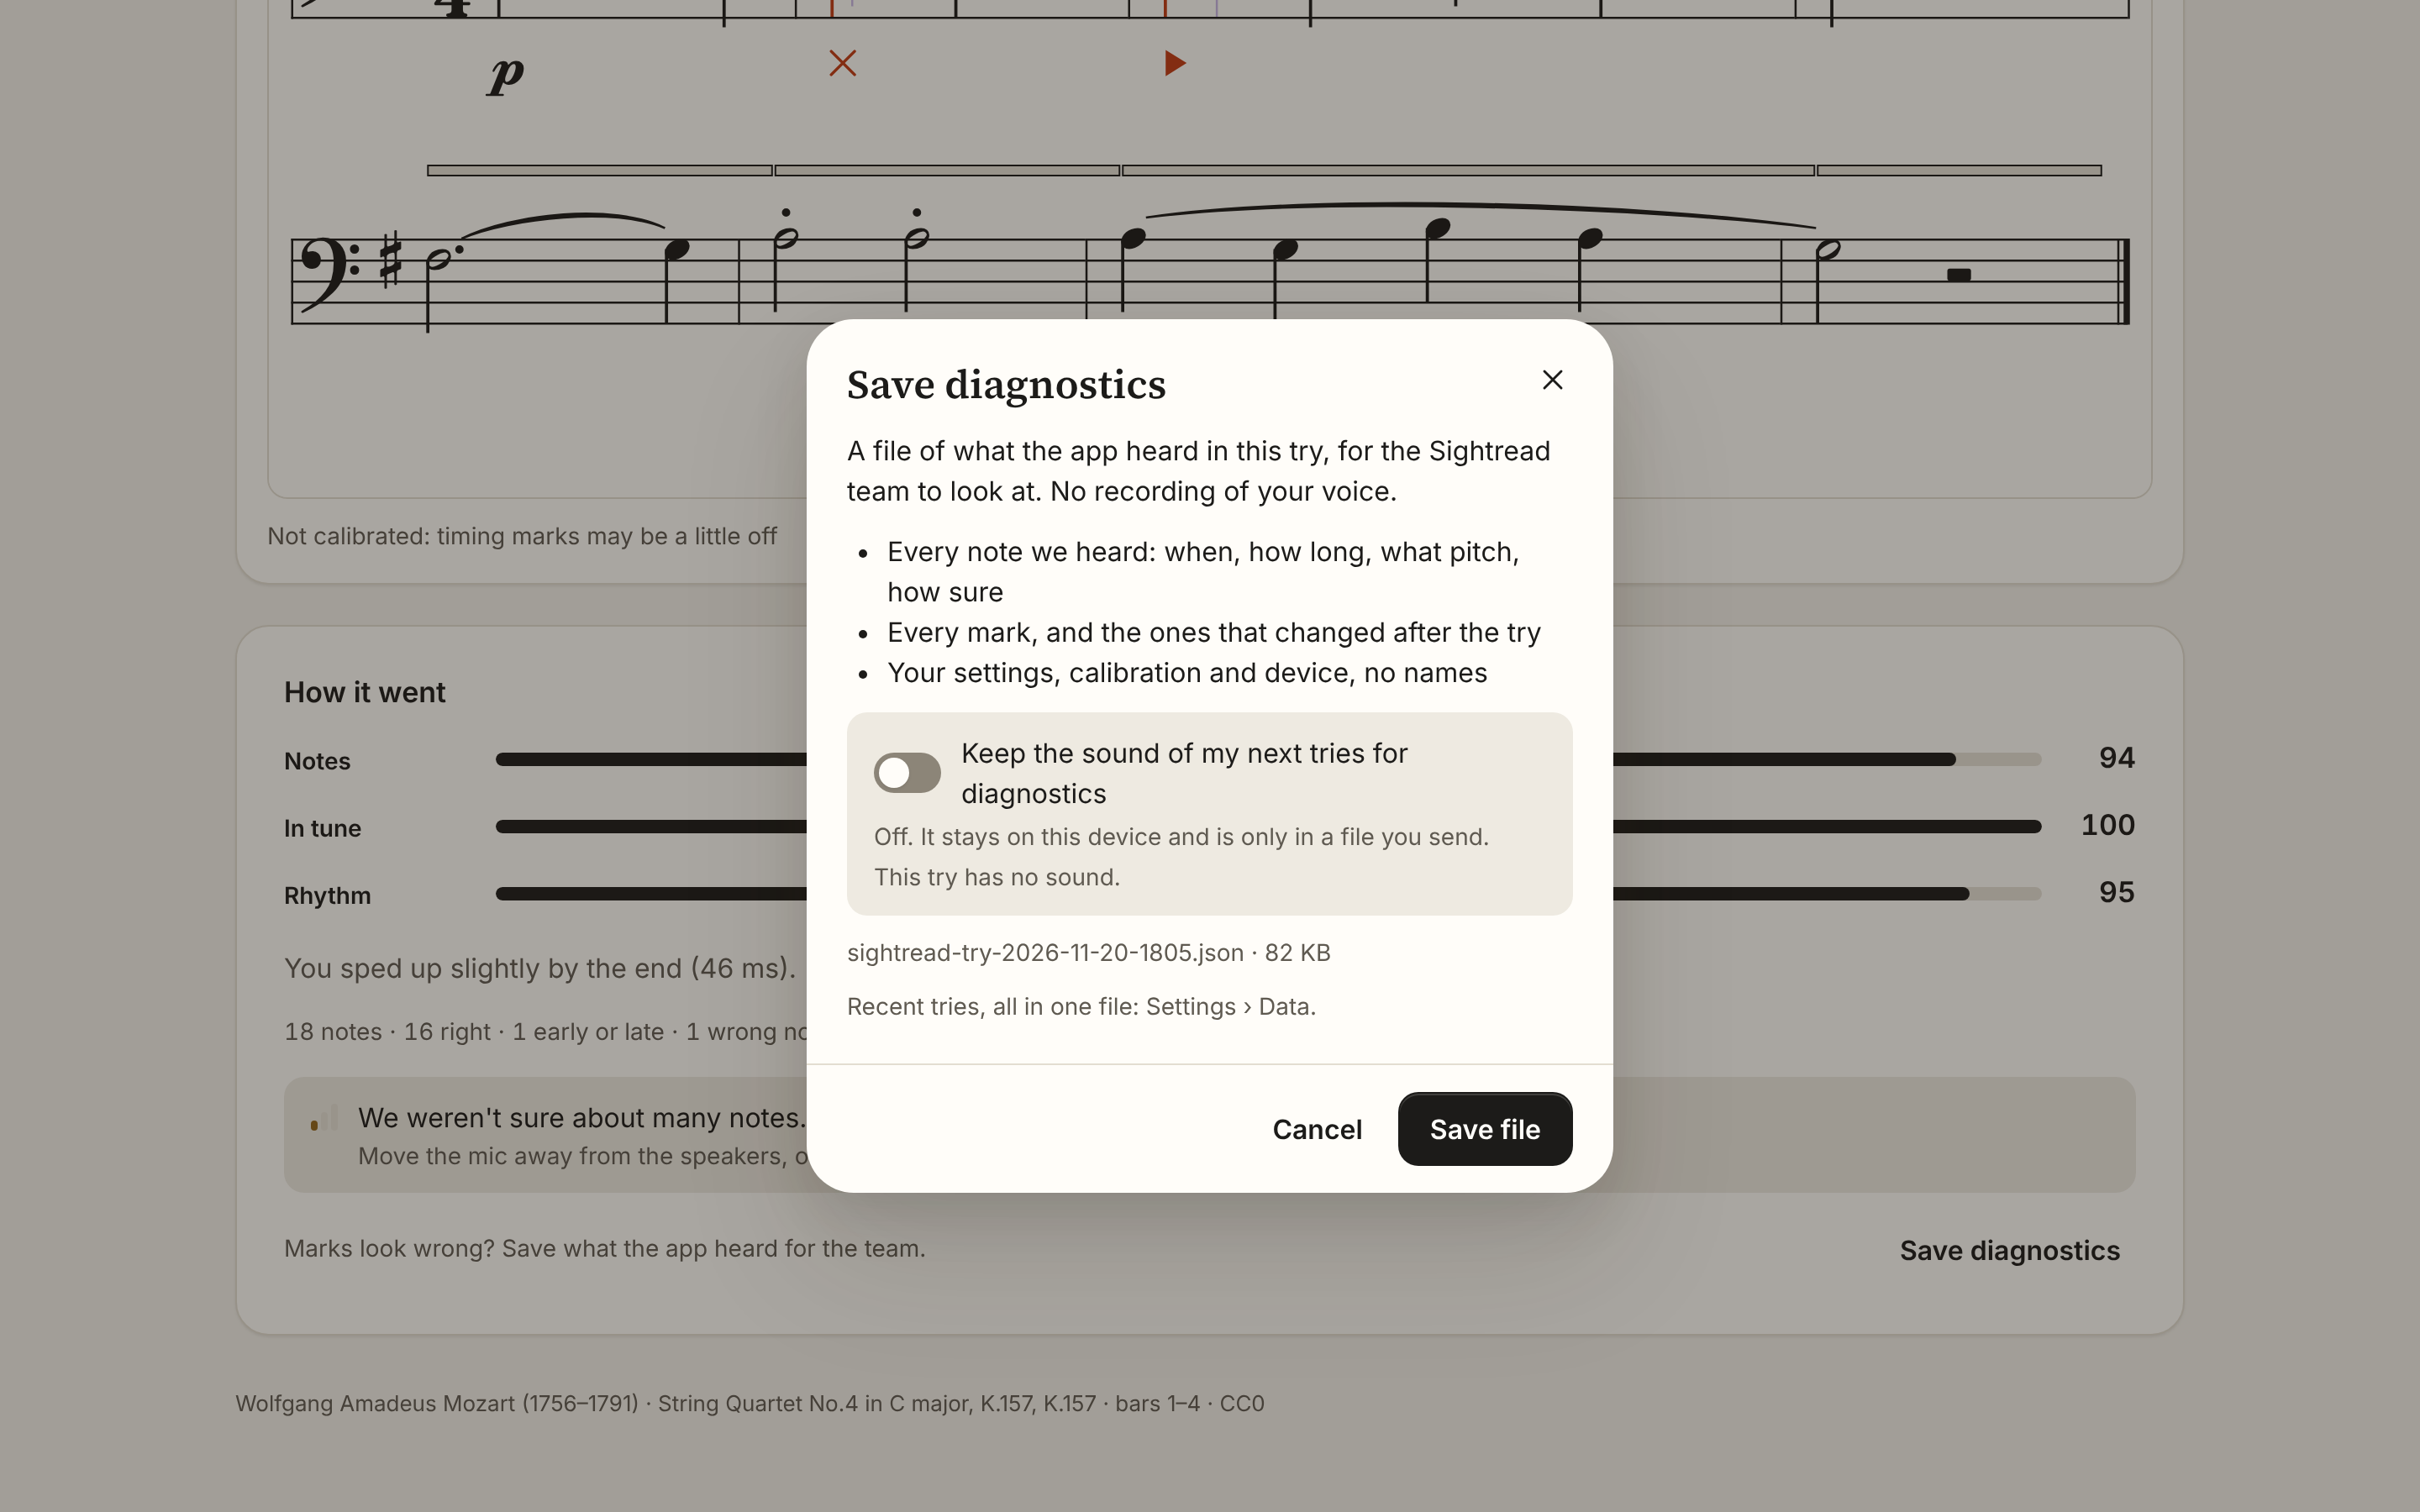 4
p
Save diagnostics
A file of what the app heard in this try, for the Sightread
team to look at. No recording of your voice.
• Every note we heard: when, how long, what pitch,
how sure
• Every mark, and the ones that changed after the try
• Your settings, calibration and device, no names
Keep the sound of my next tries for
diagnostics
Off. It stays on this device and is only in a file you send.
This try has no sound.
sightread-try-2026-11-20-1805.json · 82 KB
Recent tries, all in one file: Settings › Data.
Cancel
Save file
Not calibrated: timing marks may be a little off
How it went
Notes 94
In tune 100
Rhythm 95
You sped up slightly by the end (46 ms).
18 notes · 16 right · 1 early or late · 1 wrong
We weren't sure about many notes.
Move the mic away from the speakers,
Marks look wrong? Save what the app heard for the team.
Save diagnostics
Wolfgang Amadeus Mozart (1756–1791) · String Quartet No.4 in C major, K.157, K.157 · bars 1–4 · CC0